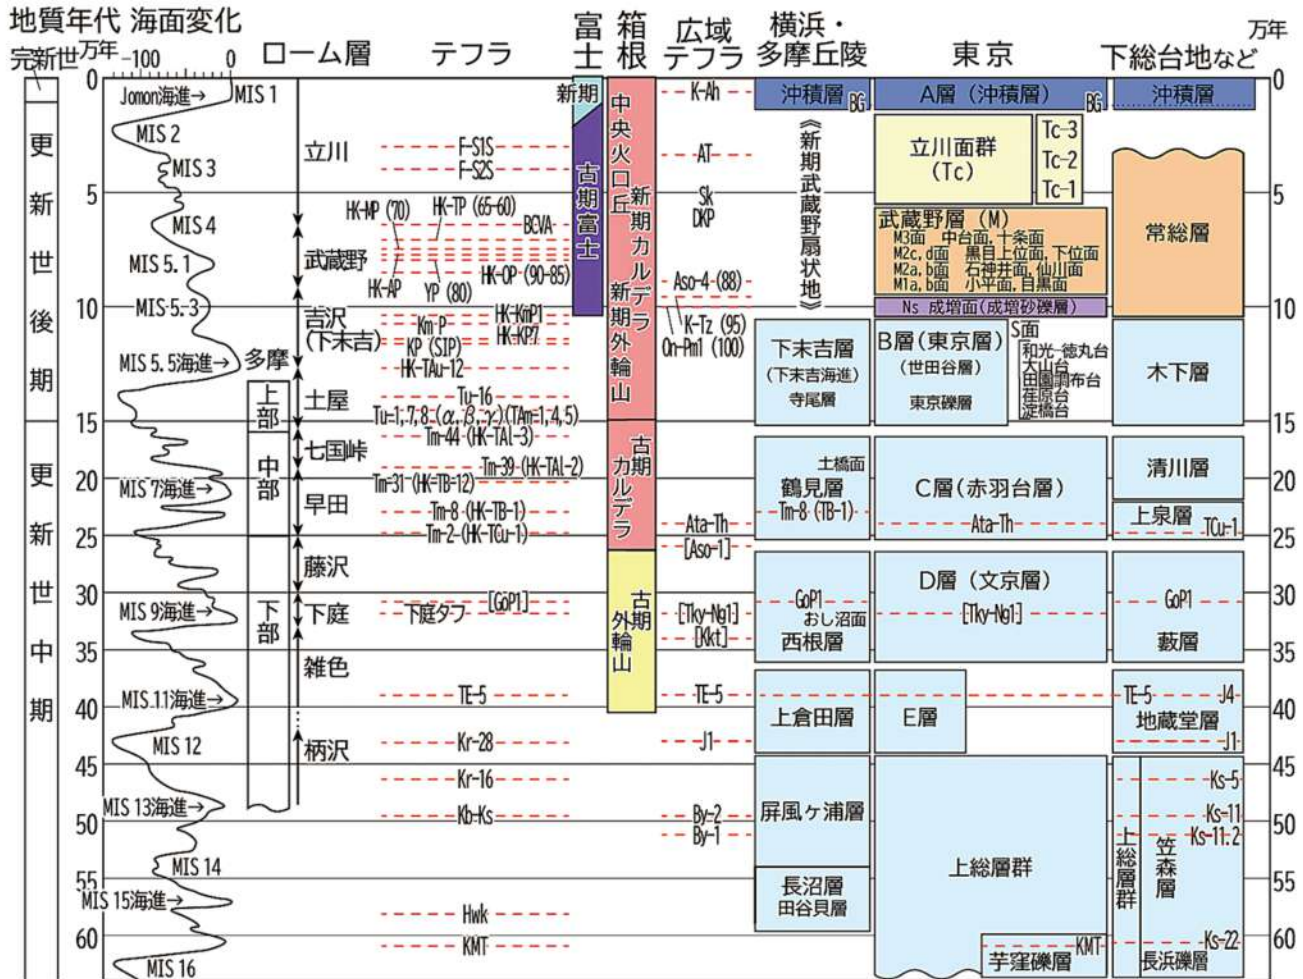 地質年代 海面変化
完新世
万年
-100
0
ローム層
テフラ
富士
箱根
広域
テフラ
横浜・
多摩丘陵
東京
下総台地など
万年
0
5
10
15
20
25
30
35
40
45
50
55
60
更新世後期
更新世中期
Jomon海進→
MIS 1
MIS 2
MIS 3
MIS 4
MIS 5.1
MIS 5.3
MIS 5.5海進→
MIS 7海進→
MIS 9海進→
MIS 11海進→
MIS 12
MIS 13海進→
MIS 14
MIS 15海進→
MIS 16
多摩
上部
中部
下部
立川
武蔵野
吉沢
(下末吉)
土屋
七国峠
早田
藤沢
下庭
雑色
柄沢
F-S1S
F-S2S
HK-MP (70)
HK-TP (65-60)
BCVA
HK-OP (90-85)
HK-AP
YP (80)
HK-KmP1
Km-P
HK-KP7
KP (SIP)
HK-TAu-12
Tu-16
Tu-1,7,8 (α,β,γ)(TAm-1,4,5)
Tm-44 (HK-TAl-3)
Tm-39 (HK-TAl-2)
Tm-31 (HK-TB-12)
Tm-8 (HK-TB-1)
Tm-2 (HK-TCu-1)
[GoP1]
下庭タフ
TE-5
Kr-28
Kr-16
Kb-Ks
Hwk
KMT
新期
古期富士
中央火口丘
新期カルデラ
新期外輪山
古期
カルデラ
古期
外輪山
K-Ah
AT
Sk
DKP
Aso-4 (88)
K-Tz (95)
On-Pm1 (100)
Ata-Th
[Aso-1]
[Tky-Ng1]
[Kkt]
TE-5
J1
By-2
By-1
沖積層
BG
《新期武蔵野扇状地》
下末吉層
(下末吉海進)
寺尾層
土橋面
鶴見層
Tm-8 (TB-1)
GoP1
おし沼面
西根層
上倉田層
屏風ヶ浦層
長沼層
田谷貝層
A層 (沖積層)
BG
立川面群
(Tc)
Tc-3
Tc-2
Tc-1
武蔵野層 (M)
M3面 中台面,十条面
M2c,d面 黒目上位面,下位面
M2a,b面 石神井面,仙川面
M1a,b面 小平面,目黒面
Ns 成増面(成増砂礫層)
B層(東京層)
(世田谷層)
東京礫層
S面
和光-徳丸台
大山台
田園調布台
荏原台
淀橋台
C層(赤羽台層)
Ata-Th
D層 (文京層)
[Tky-Ng1]
E層
上総層群
KMT
芋窪礫層
沖積層
常総層
木下層
清川層
上泉層
TCu-1
GoP1
藪層
TE-5
J4
地蔵堂層
J1
上総層群
Ks-5
Ks-11
Ks-11.2
笠森層
Ks-22
長浜礫層
0
5
10
15
20
25
30
35
40
45
50
55
60